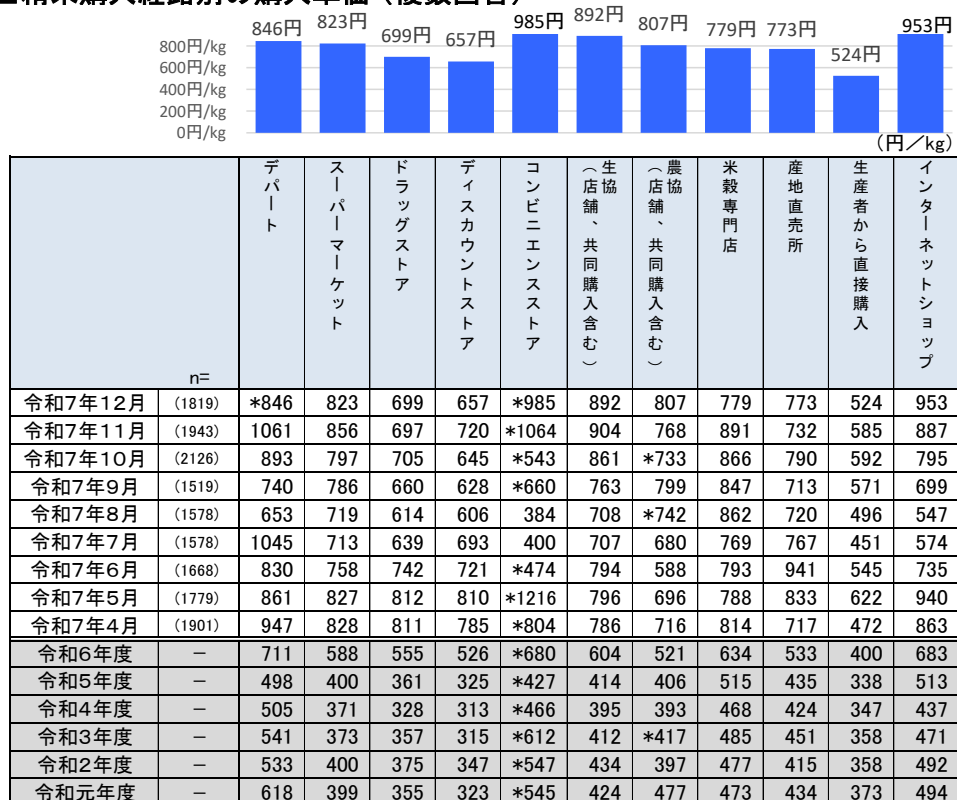 ■精米購入経路別の購入単価（複数回答）
846円 823円 699円 657円 985円 892円 807円 779円 773円 524円 953円
800円/kg
600円/kg
400円/kg
200円/kg
0円/kg
（円／kg）
n= デパート スーパーマーケット ドラッグストア ディスカウントストア コンビニエンスストア 生協（店舗、共同購入含む） 農協（店舗、共同購入含む） 米穀専門店 産地直売所 生産者から直接購入 インターネットショップ
令和7年12月 (1819) *846 823 699 657 *985 892 807 779 773 524 953
令和7年11月 (1943) 1061 856 697 720 *1064 904 768 891 732 585 887
令和7年10月 (2126) 893 797 705 645 *543 861 *733 866 790 592 795
令和7年9月 (1519) 740 786 660 628 *660 763 799 847 713 571 699
令和7年8月 (1578) 653 719 614 606 384 708 *742 862 720 496 547
令和7年7月 (1578) 1045 713 639 693 400 707 680 769 767 451 574
令和7年6月 (1668) 830 758 742 721 *474 794 588 793 941 545 735
令和7年5月 (1779) 861 827 812 810 *1216 796 696 788 833 622 940
令和7年4月 (1901) 947 828 811 785 *804 786 716 814 717 472 863
令和6年度 － 711 588 555 526 *680 604 521 634 533 400 683
令和5年度 － 498 400 361 325 *427 414 406 515 435 338 513
令和4年度 － 505 371 328 313 *466 395 393 468 424 347 437
令和3年度 － 541 373 357 315 *612 412 *417 485 451 358 471
令和2年度 － 533 400 375 347 *547 434 397 477 415 358 492
令和元年度 － 618 399 355 323 *545 424 477 473 434 373 494